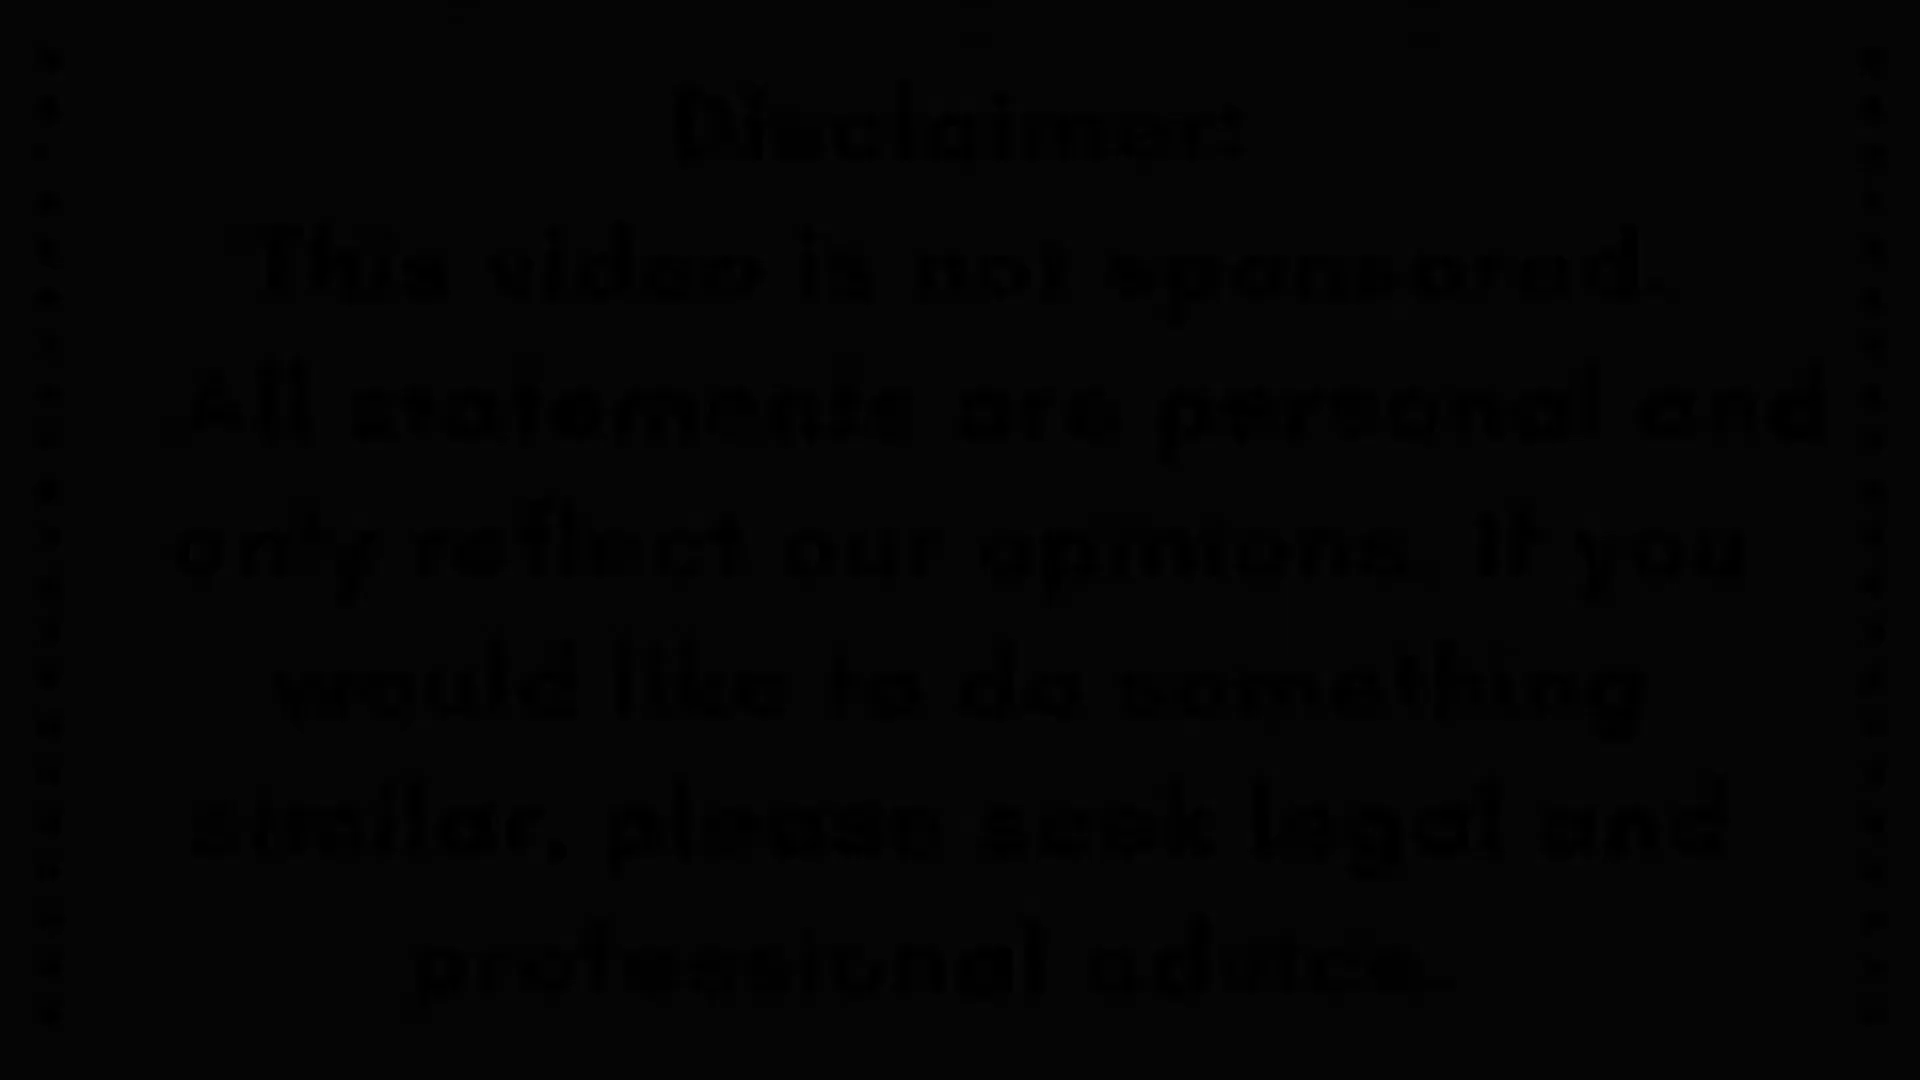 Disclaimer:
This video is not sponsored.
All statements are personal and
only reflect our opinions. If you
would like to do something
similar, please seek legal and
professional advice.